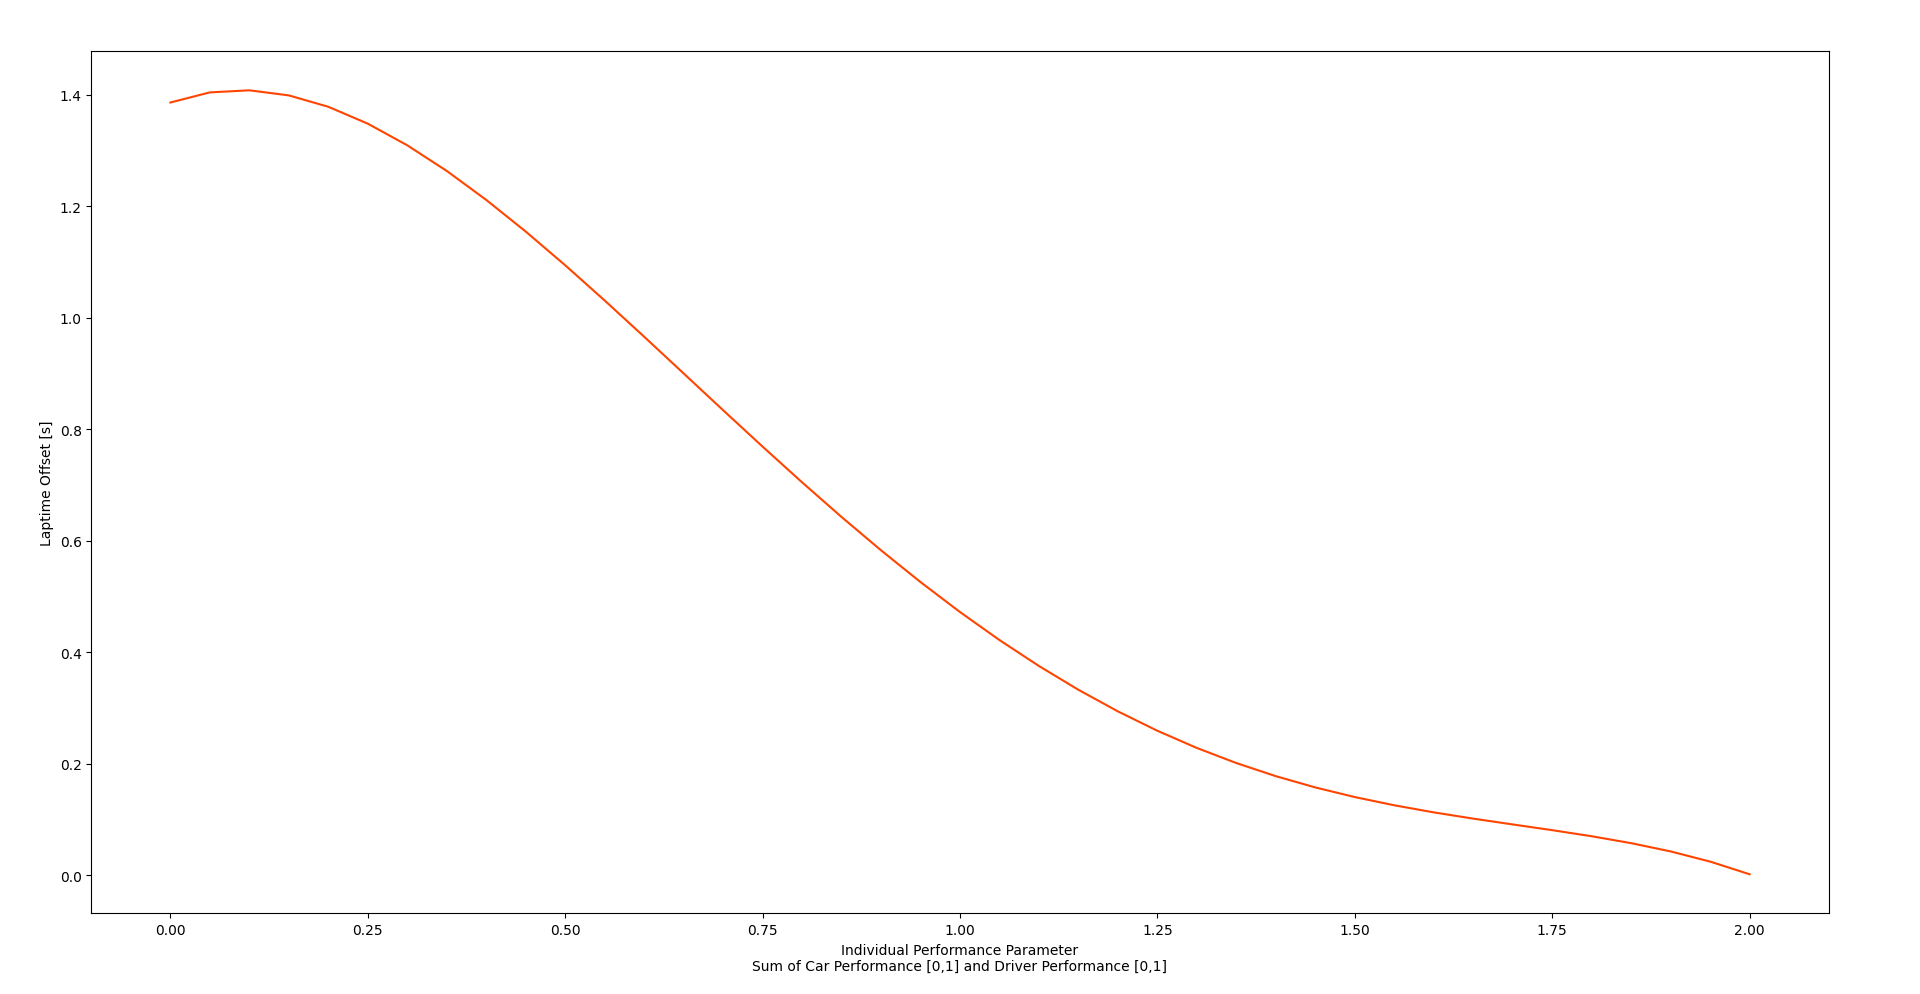 1.4
1.2
1.0
0.8
0.6
0.4
0.2
0.0
Laptime Offset [s]
0.00 0.25 0.50 0.75 1.00 1.25 1.50 1.75 2.00
Individual Performance Parameter
Sum of Car Performance [0,1] and Driver Performance [0,1]